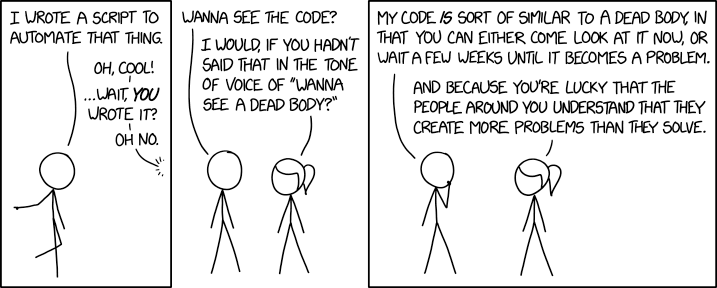 I WROTE A SCRIPT TO
AUTOMATE THAT THING.
OH, COOL!
...WAIT, YOU
WROTE IT?
OH NO.
WANNA SEE THE CODE?
I WOULD, IF YOU HADN'T
SAID THAT IN THE TONE
OF VOICE OF "WANNA
SEE A DEAD BODY?"
MY CODE IS SORT OF SIMILAR TO A DEAD BODY, IN
THAT YOU CAN EITHER COME LOOK AT IT NOW, OR
WAIT A FEW WEEKS UNTIL IT BECOMES A PROBLEM.
AND BECAUSE YOU'RE LUCKY THAT THE
PEOPLE AROUND YOU UNDERSTAND THAT THEY
CREATE MORE PROBLEMS THAN THEY SOLVE.